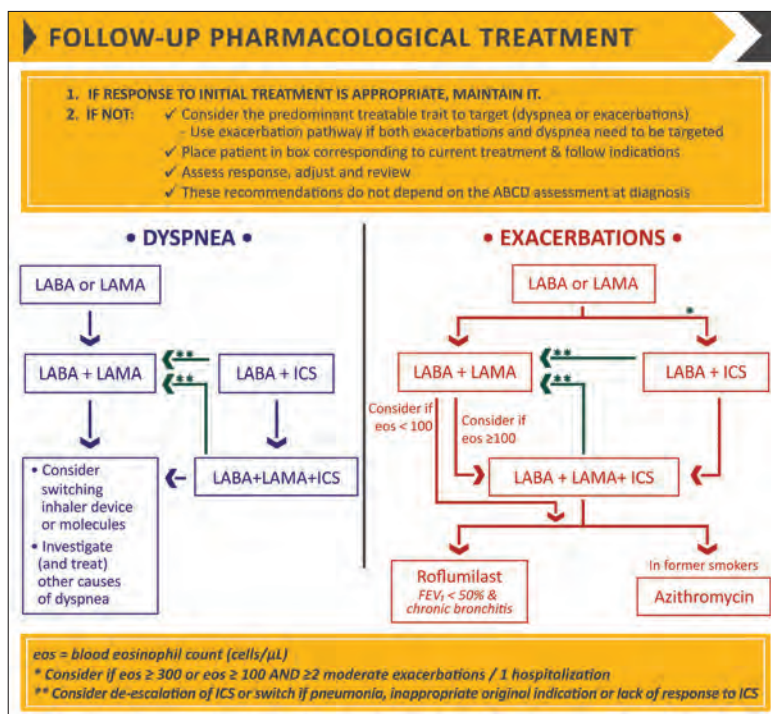 FOLLOW-UP PHARMACOLOGICAL TREATMENT
1. IF RESPONSE TO INITIAL TREATMENT IS APPROPRIATE, MAINTAIN IT.
2. IF NOT: ✓ Consider the predominant treatable trait to target (dyspnea or exacerbations)
- Use exacerbation pathway if both exacerbations and dyspnea need to be targeted
✓ Place patient in box corresponding to current treatment & follow indications
✓ Assess response, adjust and review
✓ These recommendations do not depend on the ABCD assessment at diagnosis
• DYSPNEA •
LABA or LAMA
LABA + LAMA
**
**
LABA + ICS
• Consider
switching
inhaler device
or molecules
• Investigate
(and treat)
other causes
of dyspnea
LABA+LAMA+ICS
• EXACERBATIONS •
LABA or LAMA
*
LABA + LAMA
**
**
LABA + ICS
Consider if
eos < 100
Consider if
eos ≥100
LABA + LAMA+ ICS
Roflumilast
FEV₁ < 50% &
chronic bronchitis
In former smokers
Azithromycin
eos = blood eosinophil count (cells/µL)
* Consider if eos ≥ 300 or eos ≥ 100 AND ≥2 moderate exacerbations / 1 hospitalization
** Consider de-escalation of ICS or switch if pneumonia, inappropriate original indication or lack of response to ICS